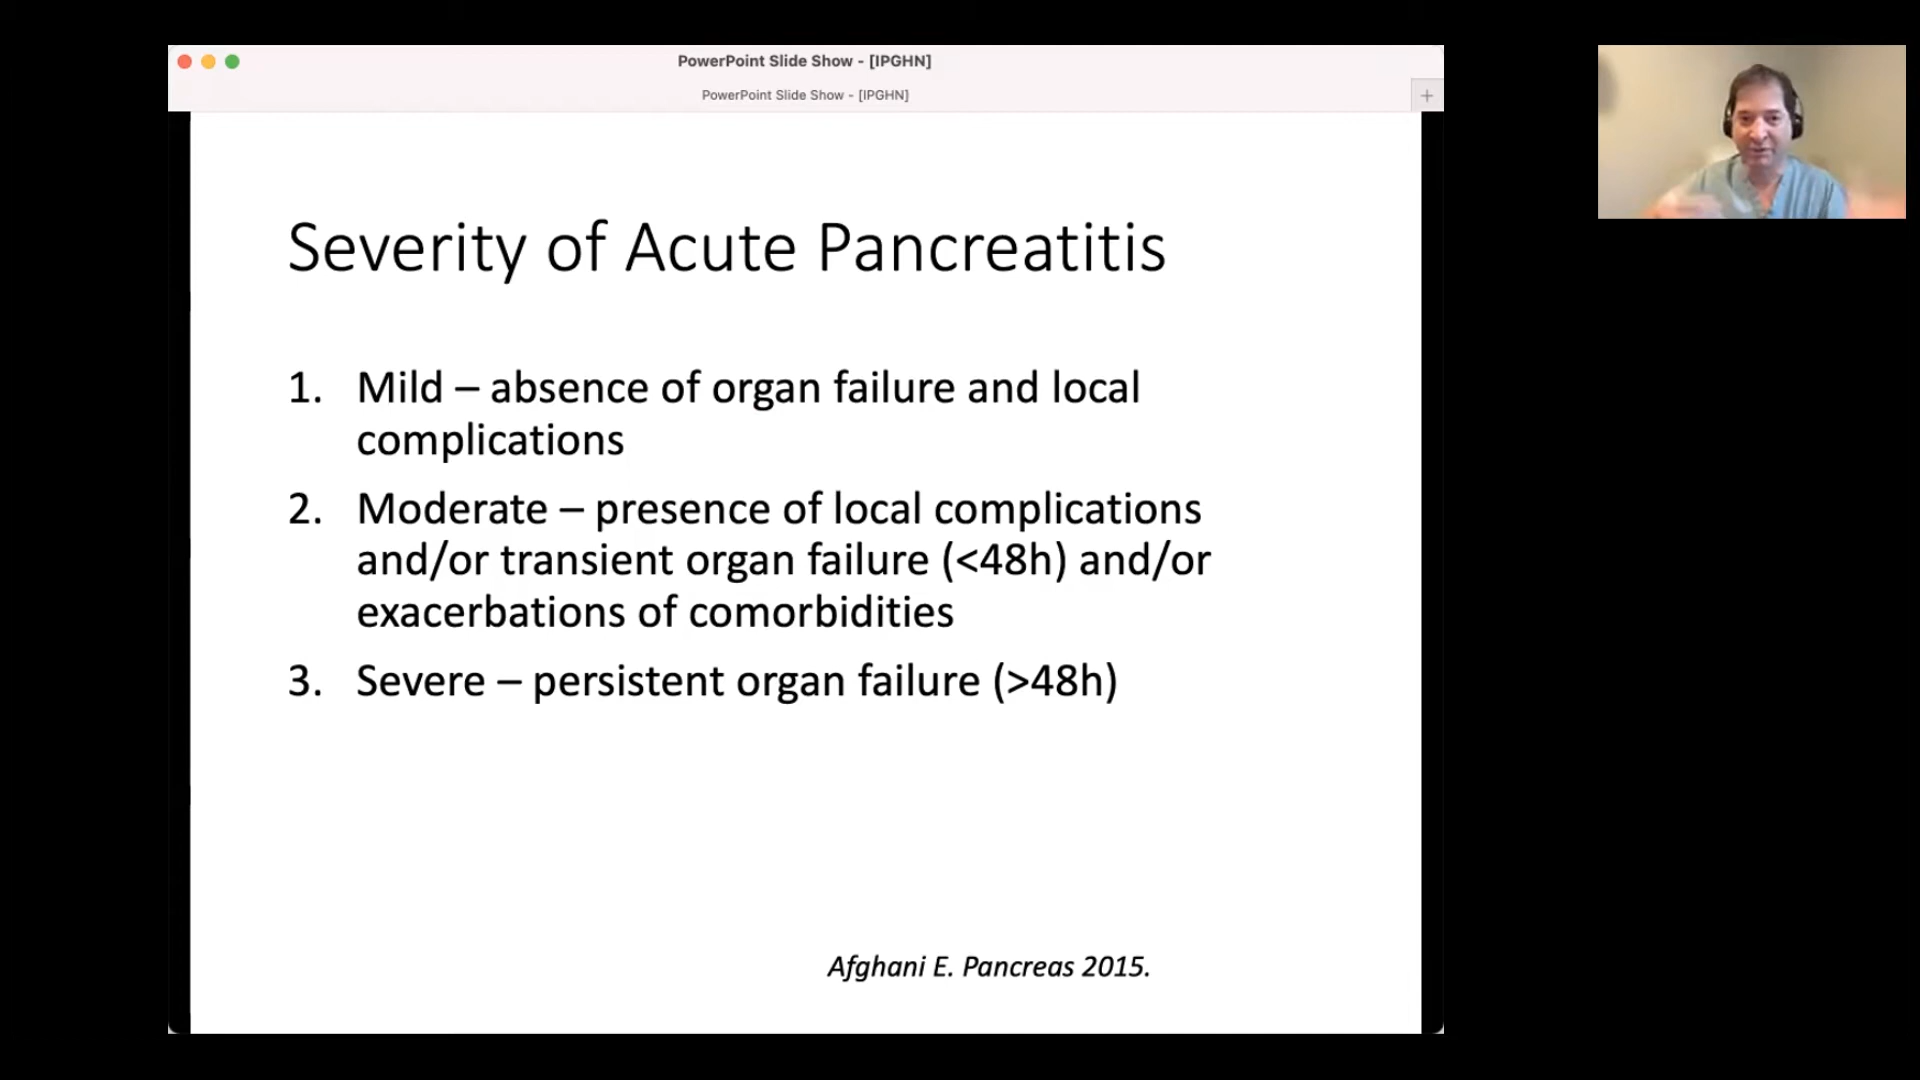 PowerPoint Slide Show - [IPGHN]
PowerPoint Slide Show - [IPGHN]
+
Severity of Acute Pancreatitis
1. Mild – absence of organ failure and local
complications
2. Moderate – presence of local complications
and/or transient organ failure (<48h) and/or
exacerbations of comorbidities
3. Severe – persistent organ failure (>48h)
Afghani E. Pancreas 2015.